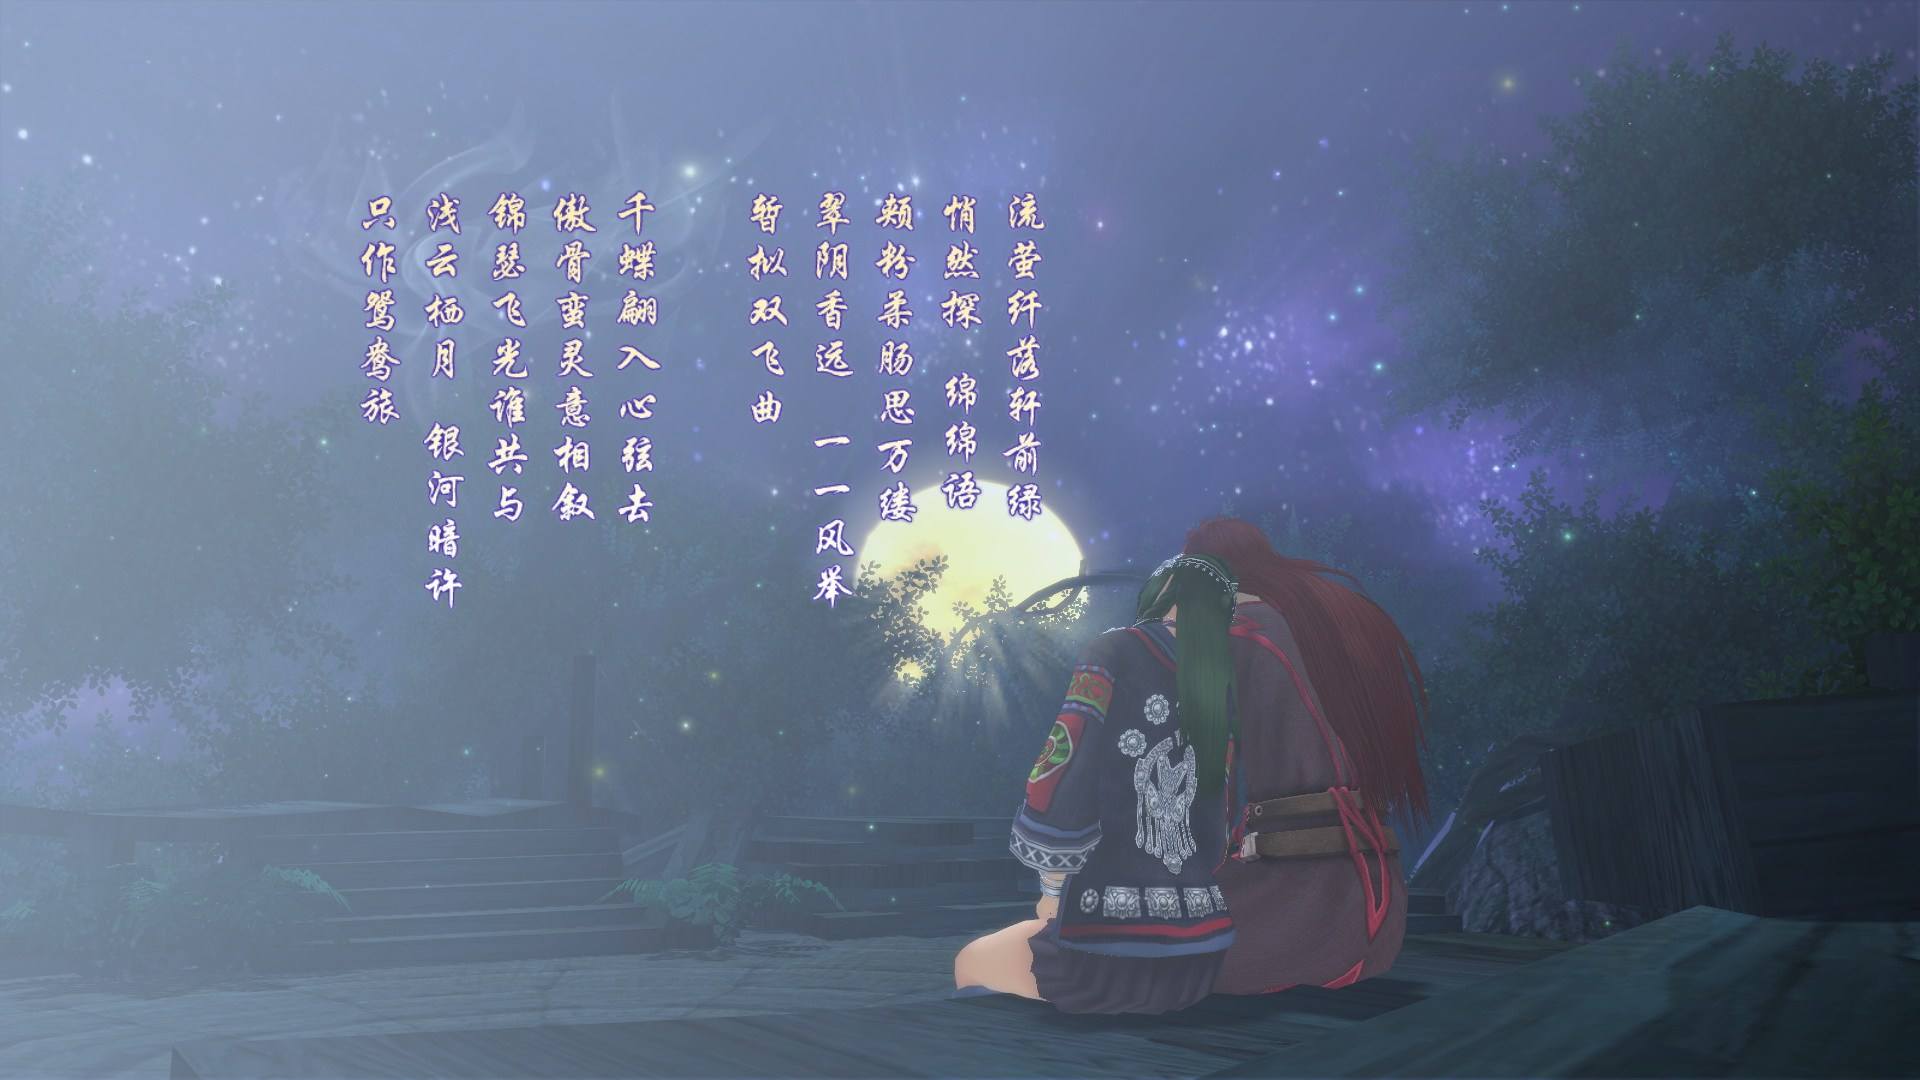 流萤纤落轩前绿
悄然探　绵绵语
颊粉柔肠思万缕
翠阴香远　一一风举
暂拟双飞曲
千蝶翩入心弦去
傲骨蛮灵意相叙
锦瑟飞光谁共与
浅云栖月　银河暗许
只作鸳鸯旅